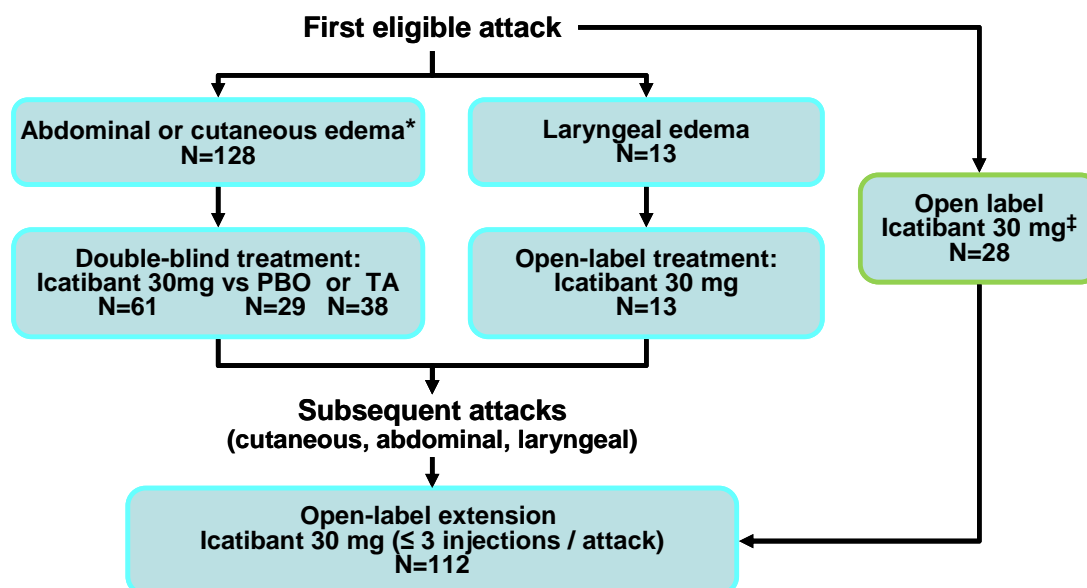 First eligible attack
Abdominal or cutaneous edema*
N=128
Laryngeal edema
N=13
Open label
Icatibant 30 mg‡
N=28
Double-blind treatment:
Icatibant 30mg vs PBO or TA
N=61 N=29 N=38
Open-label treatment:
Icatibant 30 mg
N=13
Subsequent attacks
(cutaneous, abdominal, laryngeal)
Open-label extension
Icatibant 30 mg (≤ 3 injections / attack)
N=112